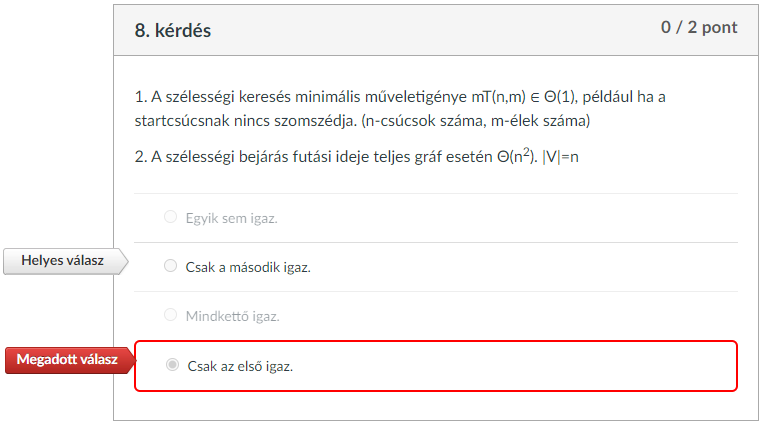 8. kérdés
0 / 2 pont
1. A szélességi keresés minimális műveletigénye mT(n,m) ∈ Θ(1), például ha a
startcsúcsnak nincs szomszédja. (n-csúcsok száma, m-élek száma)
2. A szélességi bejárás futási ideje teljes gráf esetén Θ(n²). |V|=n
Egyik sem igaz.
Helyes válasz
Csak a második igaz.
Mindkettő igaz.
Megadott válasz
Csak az első igaz.